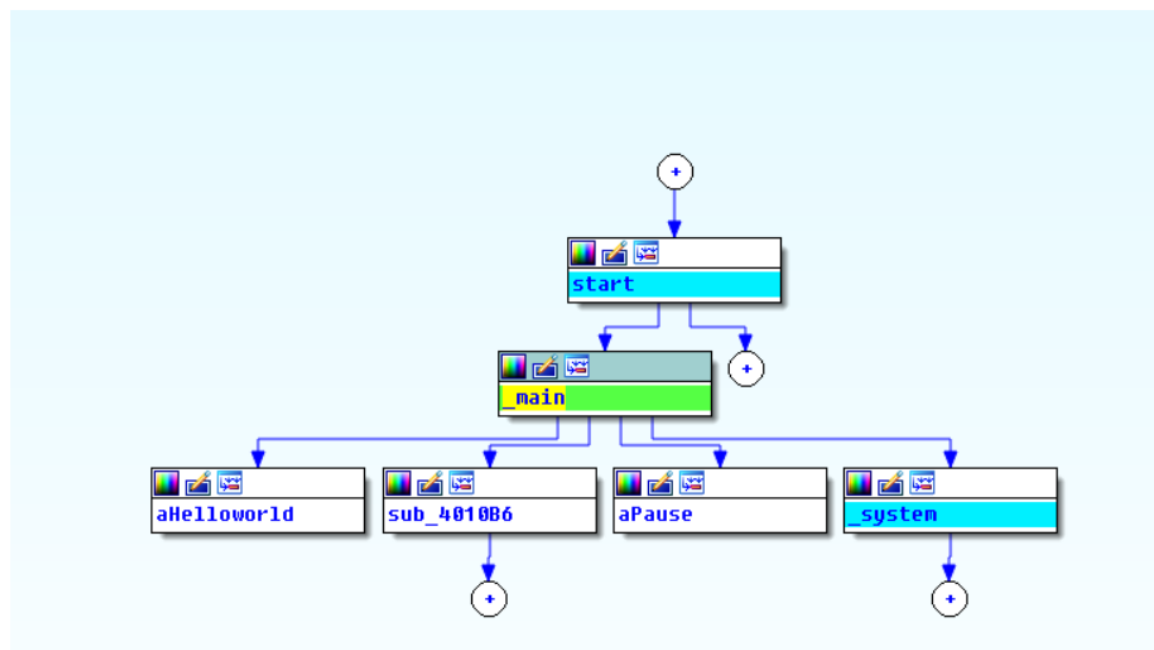 +
start
+
_main
aHelloworld
sub_4010B6
aPause
_system
+
+